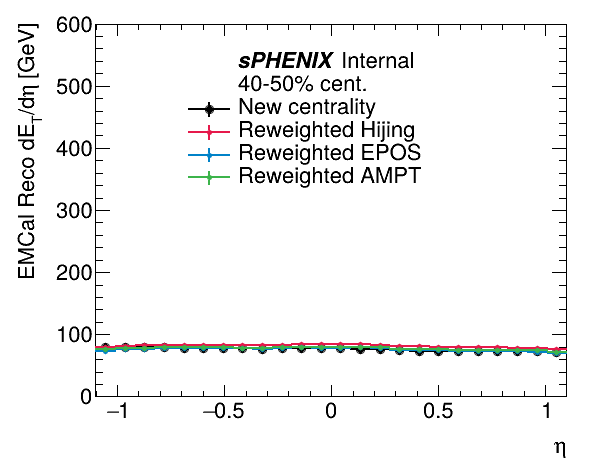 600
500
400
300
200
100
0
EMCal Reco dE_T/dη [GeV]
sPHENIX Internal
40-50% cent.
New centrality
Reweighted Hijing
Reweighted EPOS
Reweighted AMPT
−1 −0.5 0 0.5 1
η